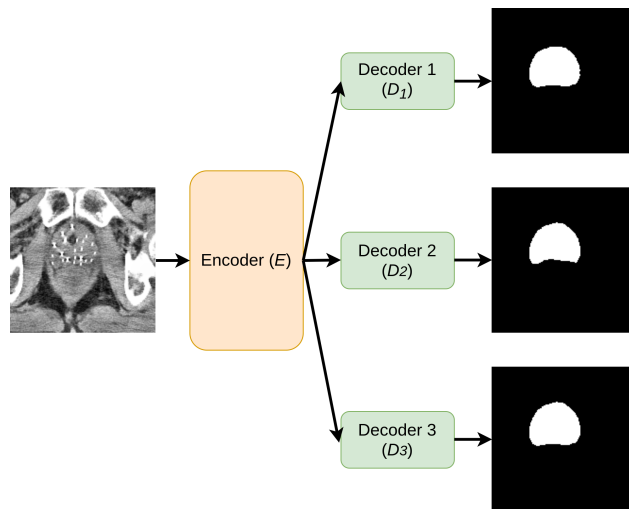 Decoder 1
(D1)
Encoder (E)
Decoder 2
(D2)
Decoder 3
(D3)